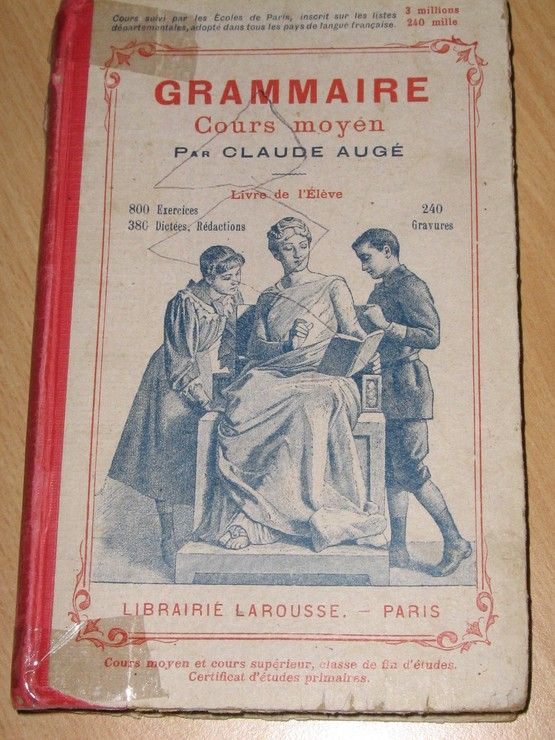 Cours suivi par les Écoles de Paris, inscrit sur les listes
départementales, adopté dans tous les pays de langue française.
3 millions
240 mille
GRAMMAIRE
Cours moyen
PAR CLAUDE AUGÉ
Livre de l'Élève
800 Exercices
380 Dictées, Rédactions
240
Gravures
LIBRAIRIE LAROUSSE. — PARIS
Cours moyen et cours supérieur, classe de fin d'études.
Certificat d'études primaires.